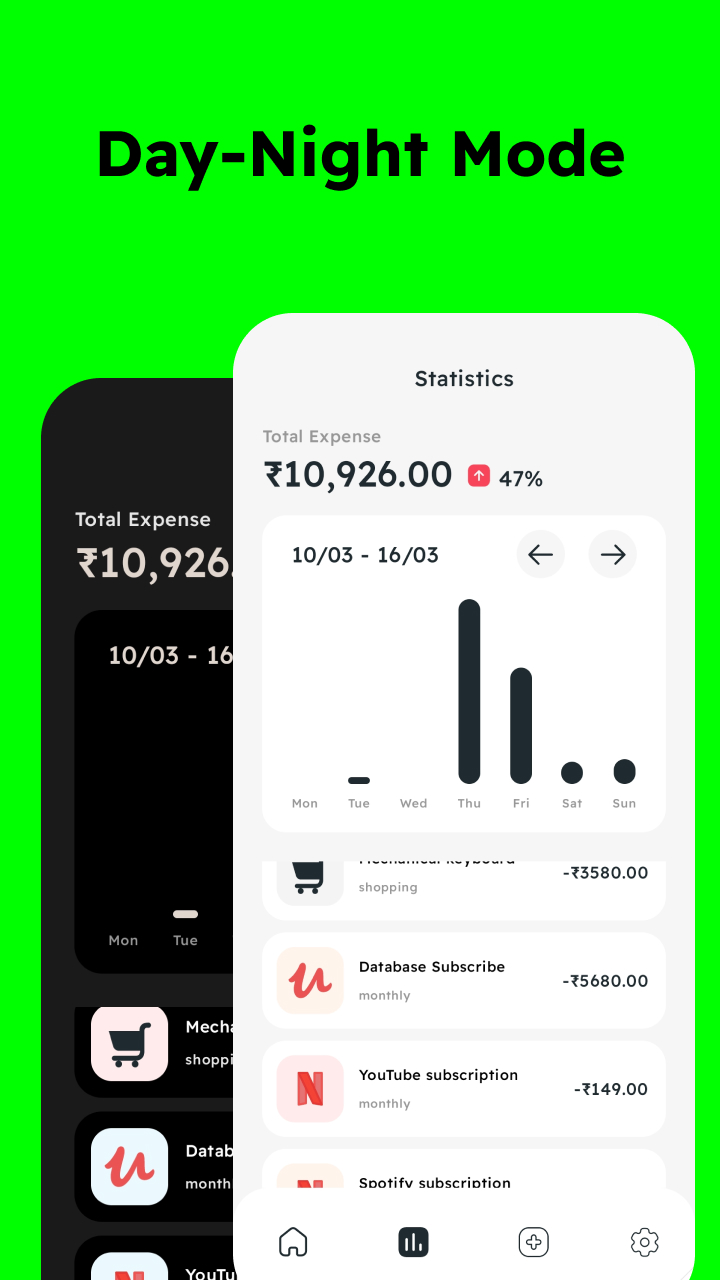 Day-Night Mode
Statistics
Total Expense
₹10,926.00 47%
10/03 - 16/03
Mon Tue Wed Thu Fri Sat Sun
Mechanical keyboard
shopping
-₹3580.00
Database Subscribe
monthly
-₹5680.00
YouTube subscription
monthly
-₹149.00
Spotify subscription
Total Expense
₹10,926.
10/03 - 16
Mon Tue
Mecha
shoppi
Datab
month
YouTu